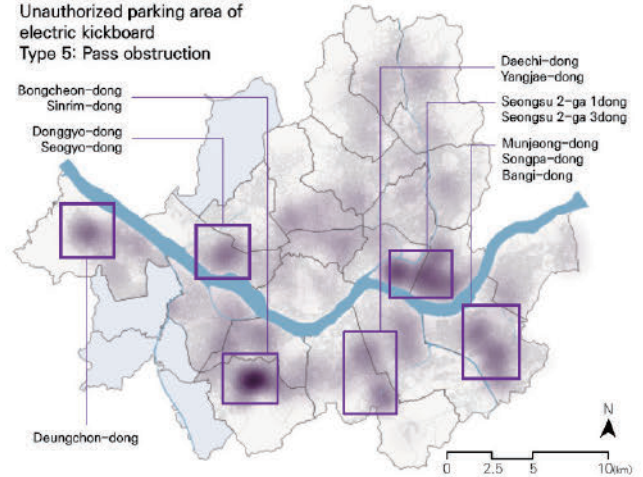 Unauthorized parking area of
electric kickboard
Type 5: Pass obstruction
Bongcheon-dong
Sinrim-dong
Donggyo-dong
Seogyo-dong
Daechi-dong
Yangjae-dong
Seongsu 2-ga 1dong
Seongsu 2-ga 3dong
Munjeong-dong
Songpa-dong
Bangi-dong
Deungchon-dong
N
0 2.5 5 10(km)